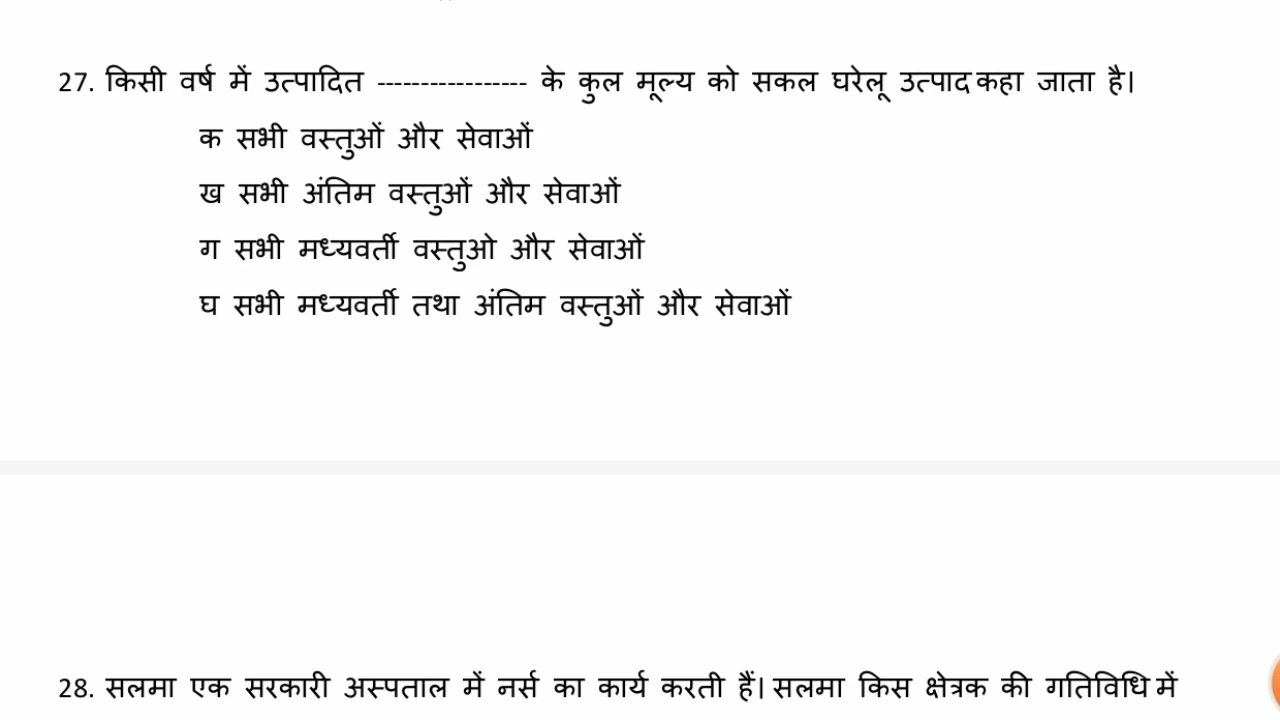 27. किसी वर्ष में उत्पादित ----------------- के कुल मूल्य को सकल घरेलू उत्पाद कहा जाता है।
क सभी वस्तुओं और सेवाओं
ख सभी अंतिम वस्तुओं और सेवाओं
ग सभी मध्यवर्ती वस्तुओ और सेवाओं
घ सभी मध्यवर्ती तथा अंतिम वस्तुओं और सेवाओं
28. सलमा एक सरकारी अस्पताल में नर्स का कार्य करती हैं। सलमा किस क्षेत्रक की गतिविधि में